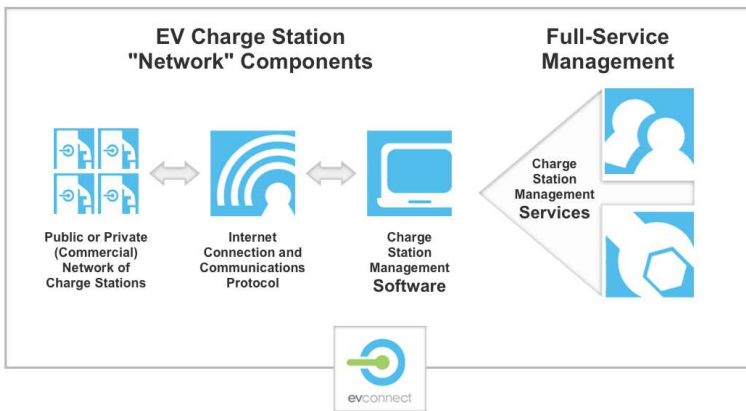 EV Charge Station
"Network" Components
Full-Service
Management
Public or Private
(Commercial)
Network of
Charge Stations
Internet
Connection and
Communications
Protocol
Charge
Station
Management
Software
Charge
Station
Management
Services
evconnect